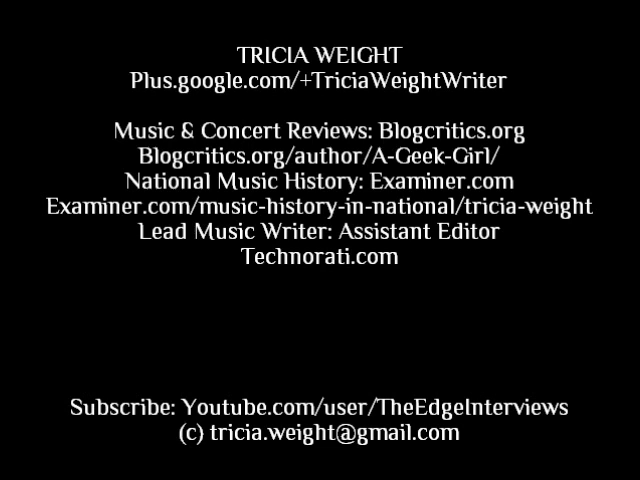 TRICIA WEIGHT
Plus.google.com/+TriciaWeightWriter
Music & Concert Reviews: Blogcritics.org
Blogcritics.org/author/A-Geek-Girl/
National Music History: Examiner.com
Examiner.com/music-history-in-national/tricia-weight
Lead Music Writer: Assistant Editor
Technorati.com
Subscribe: Youtube.com/user/TheEdgeInterviews
(c) tricia.weight@gmail.com